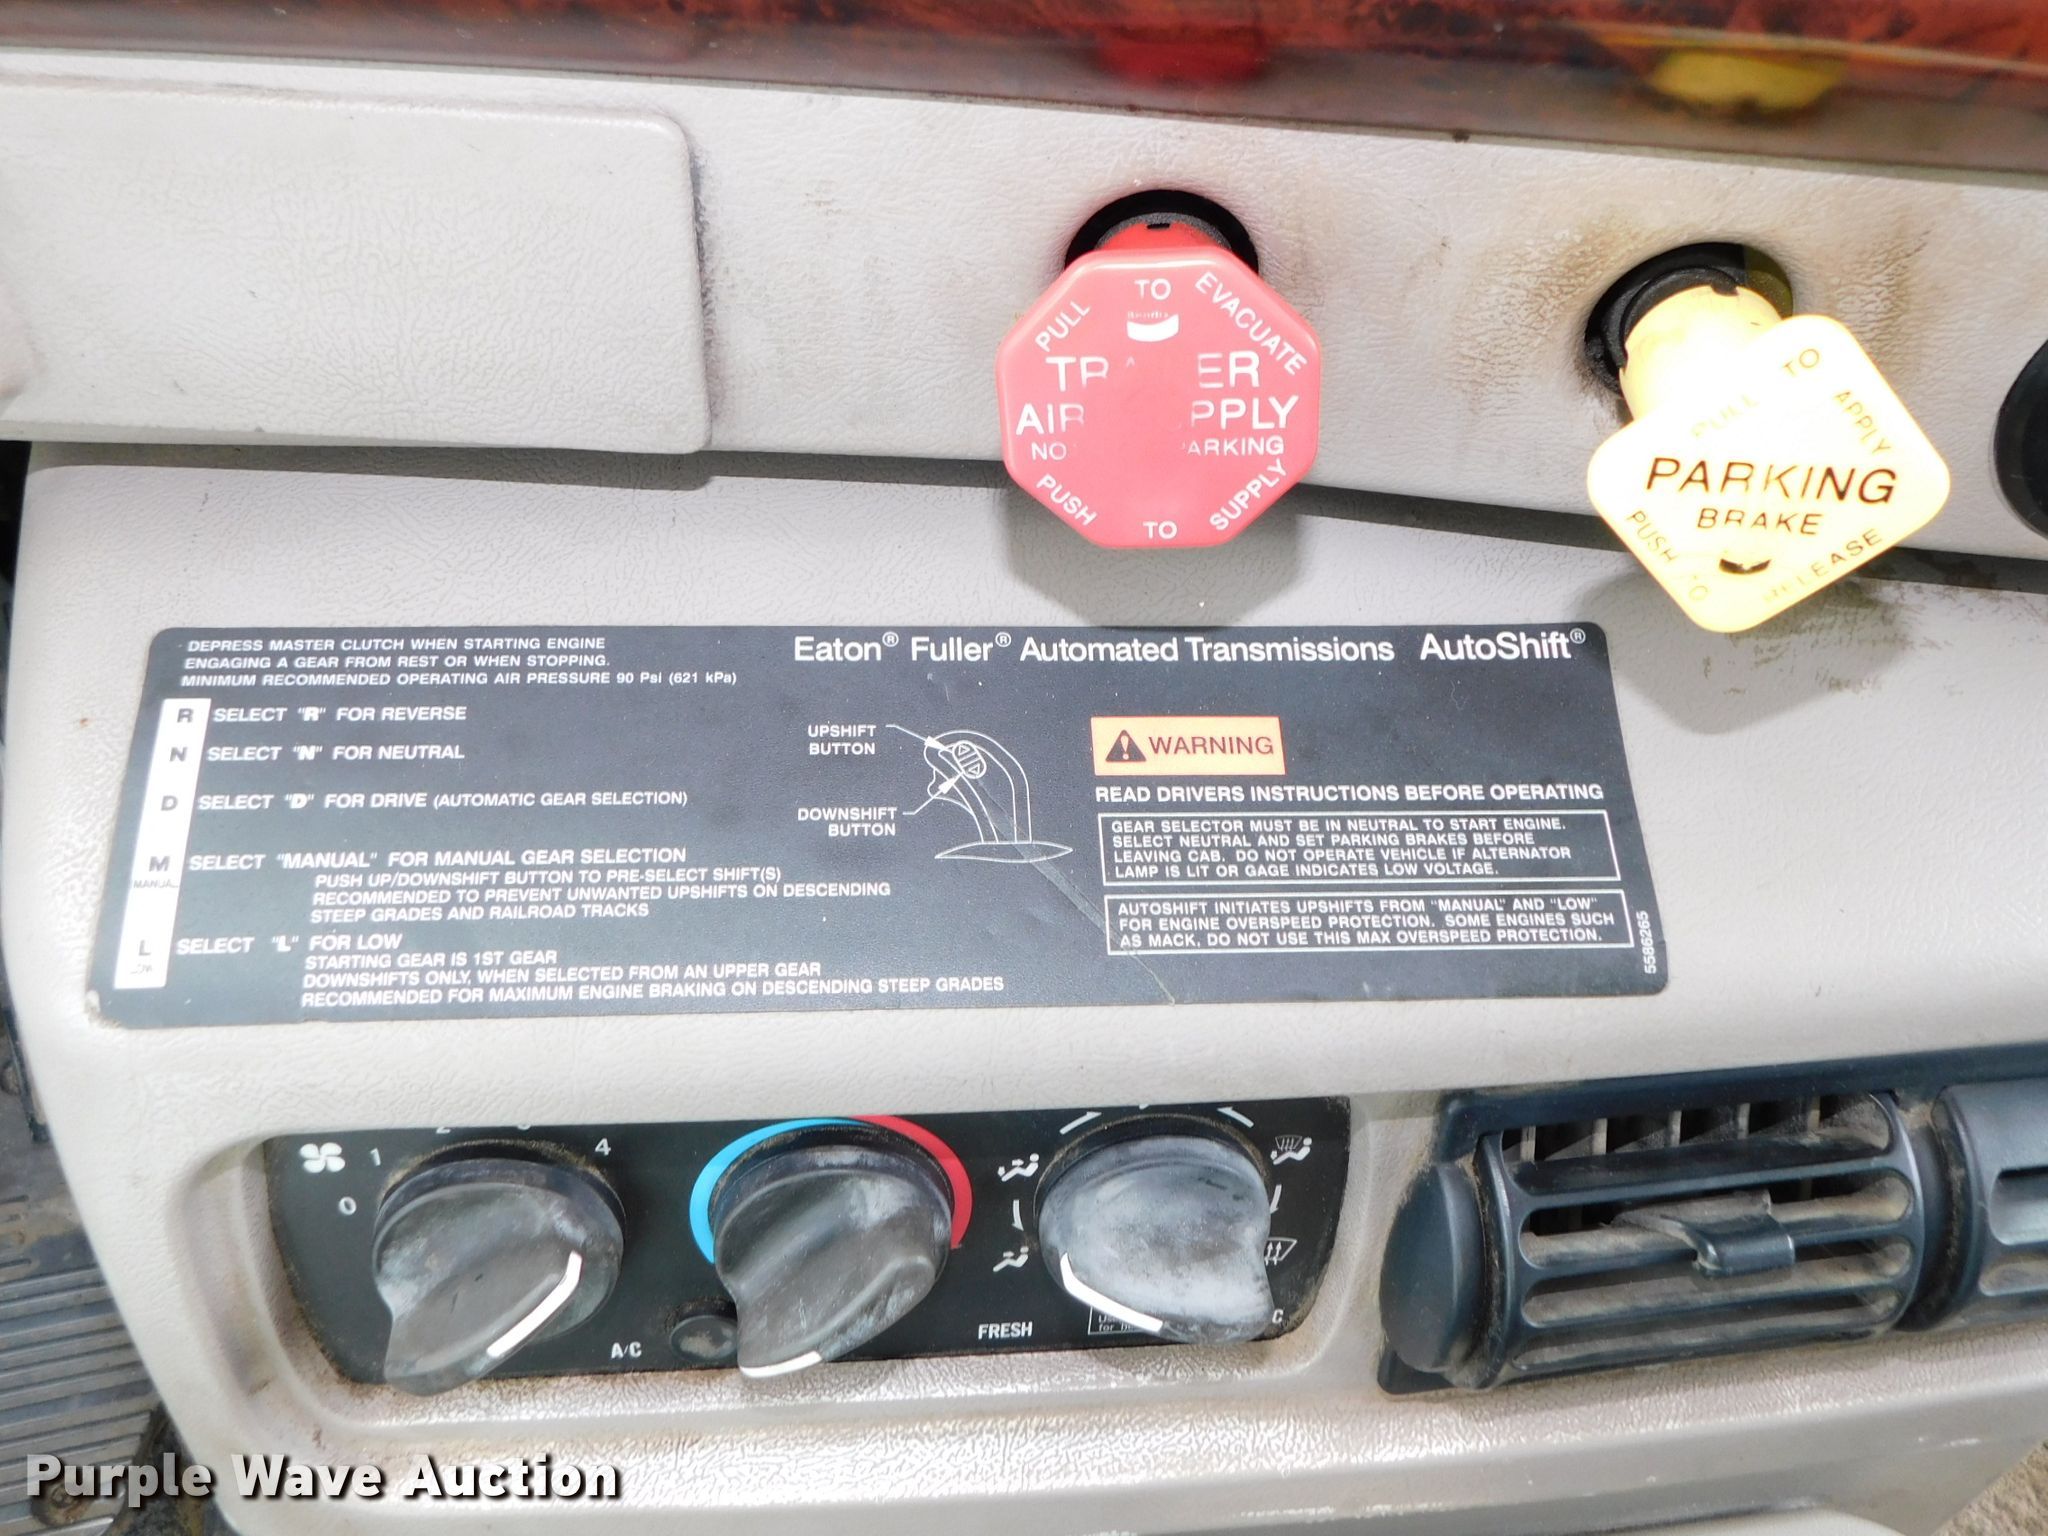 PULL TO EVACUATE
ER
AIR PPLY
ARKING
PUSH TO SUPPLY
PULL TO APPLY
PARKING
BRAKE
PUSH TO RELEASE
DEPRESS MASTER CLUTCH WHEN STARTING ENGINE
ENGAGING A GEAR FROM REST OR WHEN STOPPING.
MINIMUM RECOMMENDED OPERATING AIR PRESSURE 90 Psi (621 kPa)
Eaton® Fuller® Automated Transmissions AutoShift®
R SELECT "R" FOR REVERSE
N SELECT "N" FOR NEUTRAL
D SELECT "D" FOR DRIVE (AUTOMATIC GEAR SELECTION)
M SELECT "MANUAL" FOR MANUAL GEAR SELECTION
MANUAL
PUSH UP/DOWNSHIFT BUTTON TO PRE-SELECT SHIFT(S)
RECOMMENDED TO PREVENT UNWANTED UPSHIFTS ON DESCENDING
STEEP GRADES AND RAILROAD TRACKS
L SELECT "L" FOR LOW
STARTING GEAR IS 1ST GEAR
DOWNSHIFTS ONLY, WHEN SELECTED FROM AN UPPER GEAR
RECOMMENDED FOR MAXIMUM ENGINE BRAKING ON DESCENDING STEEP GRADES
UPSHIFT
BUTTON
DOWNSHIFT
BUTTON
WARNING
READ DRIVERS INSTRUCTIONS BEFORE OPERATING
GEAR SELECTOR MUST BE IN NEUTRAL TO START ENGINE.
SELECT NEUTRAL AND SET PARKING BRAKES BEFORE
LEAVING CAB. DO NOT OPERATE VEHICLE IF ALTERNATOR
LAMP IS LIT OR GAGE INDICATES LOW VOLTAGE.
AUTOSHIFT INITIATES UPSHIFTS FROM "MANUAL" AND "LOW"
FOR ENGINE OVERSPEED PROTECTION. SOME ENGINES SUCH
AS MACK, DO NOT USE THIS MAX OVERSPEED PROTECTION.
5586265
0 1 4
A/C
FRESH
Purple Wave Auction